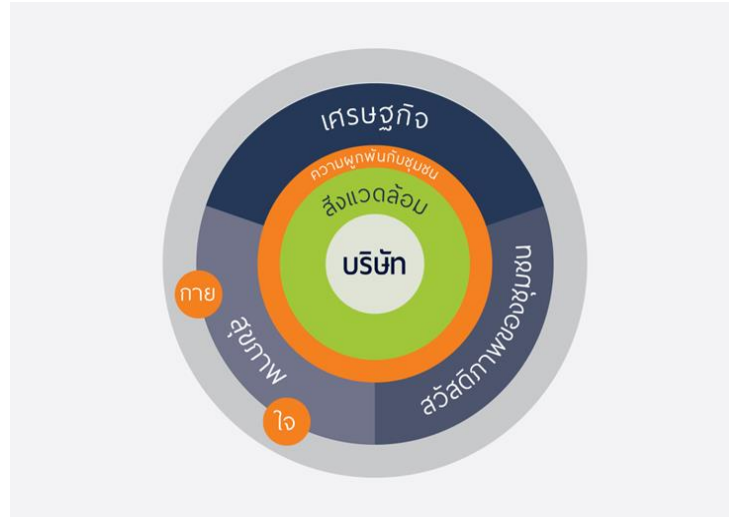 เศรษฐกิจ
ความผูกพันกับชุมชน
สิ่งแวดล้อม
บริษัท
กาย
สุขภาพ
ใจ
สวัสดิภาพของชุมชน